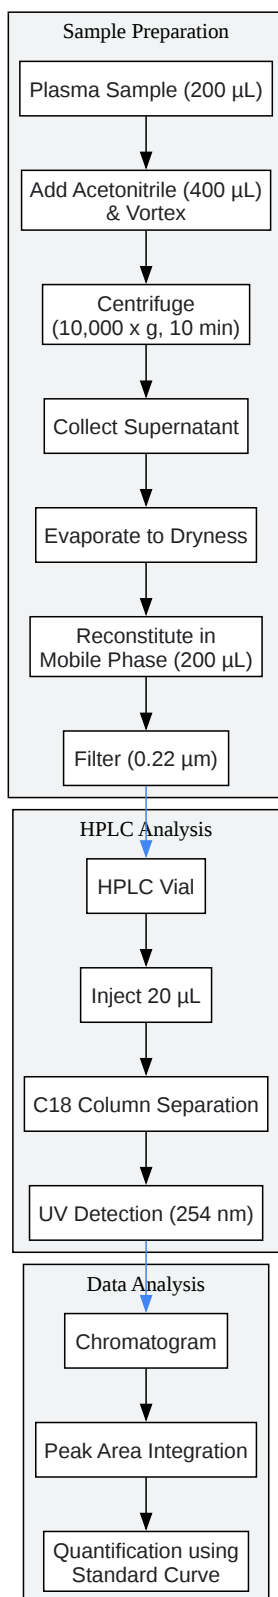 Sample Preparation
Plasma Sample (200 µL)
Add Acetonitrile (400 µL)
& Vortex
Centrifuge
(10,000 x g, 10 min)
Collect Supernatant
Evaporate to Dryness
Reconstitute in
Mobile Phase (200 µL)
Filter (0.22 µm)
HPLC Analysis
HPLC Vial
Inject 20 µL
C18 Column Separation
UV Detection (254 nm)
Data Analysis
Chromatogram
Peak Area Integration
Quantification using
Standard Curve